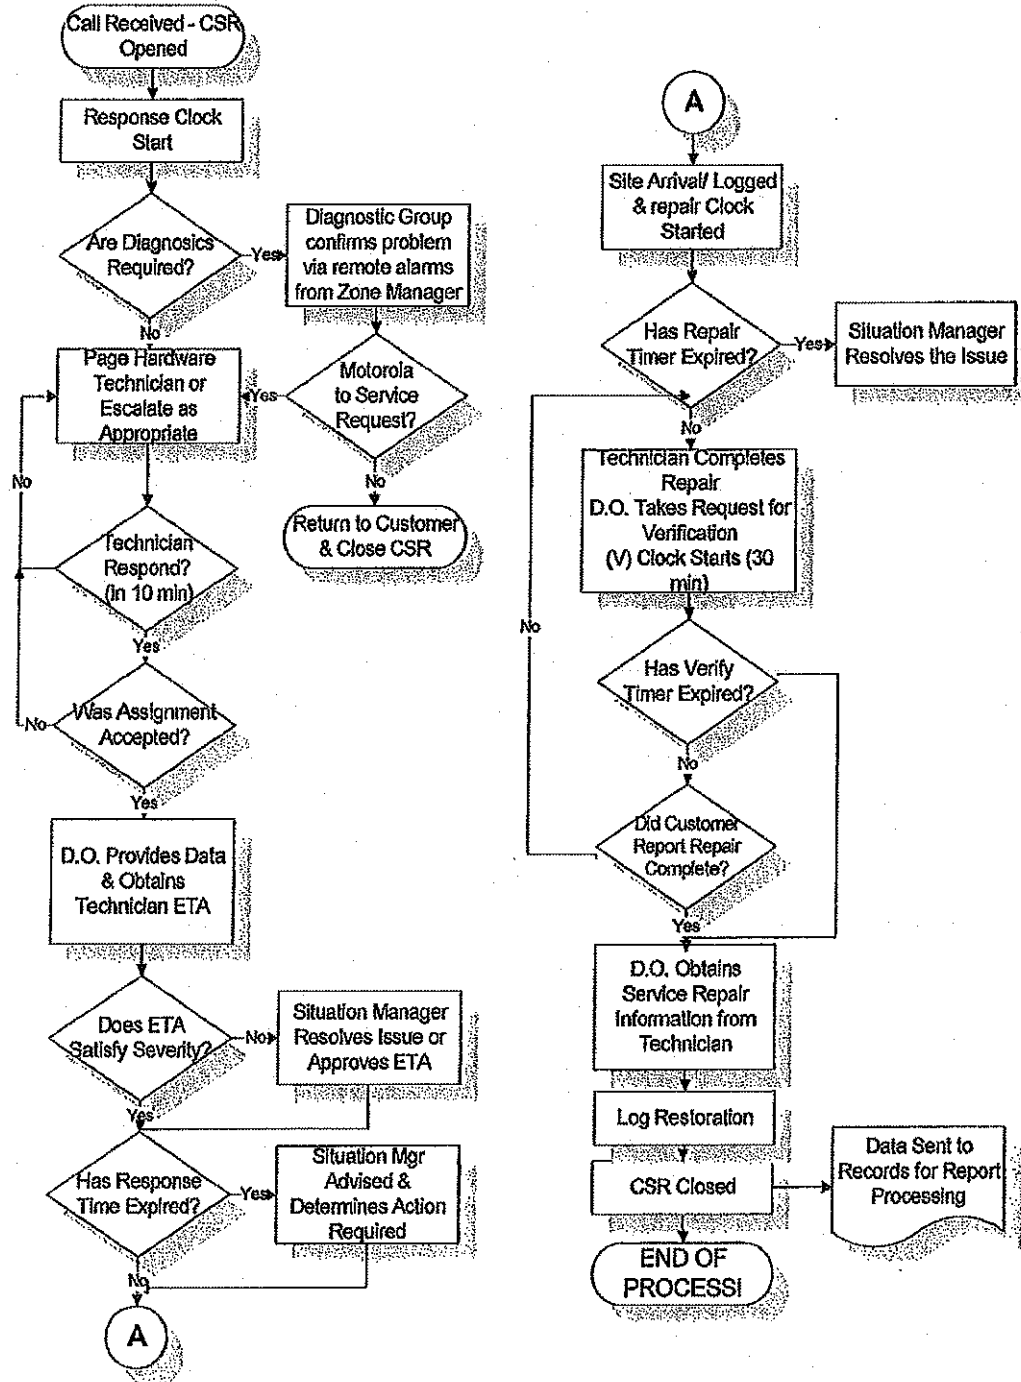 Call Received - CSR
Opened
Response Clock
Start
Are Diagnosics
Required?
Yes
Diagnostic Group
confirms problem
via remote alarms
from Zone Manager
No
Page Hardware
Technician or
Escalate as
Appropriate
Yes
Motorola
to Service
Request?
No
Return to Customer
& Close CSR
No
Technician
Respond?
(In 10 min)
Yes
No
Was Assignment
Accepted?
Yes
D.O. Provides Data
& Obtains
Technician ETA
Does ETA
Satisfy Severity?
No
Situation Manager
Resolves Issue or
Approves ETA
Yes
Has Response
Time Expired?
Yes
Situation Mgr
Advised &
Determines Action
Required
No
A
A
Site Arrival/ Logged
& repair Clock
Started
Has Repair
Timer Expired?
Yes
Situation Manager
Resolves the Issue
No
Technician Completes
Repair
D.O. Takes Request for
Verification
(V) Clock Starts (30
min)
No
Has Verify
Timer Expired?
No
Did Customer
Report Repair
Complete?
Yes
D.O. Obtains
Service Repair
Information from
Technician
Log Restoration
CSR Closed
Data Sent to
Records for Report
Processing
END OF
PROCESSI